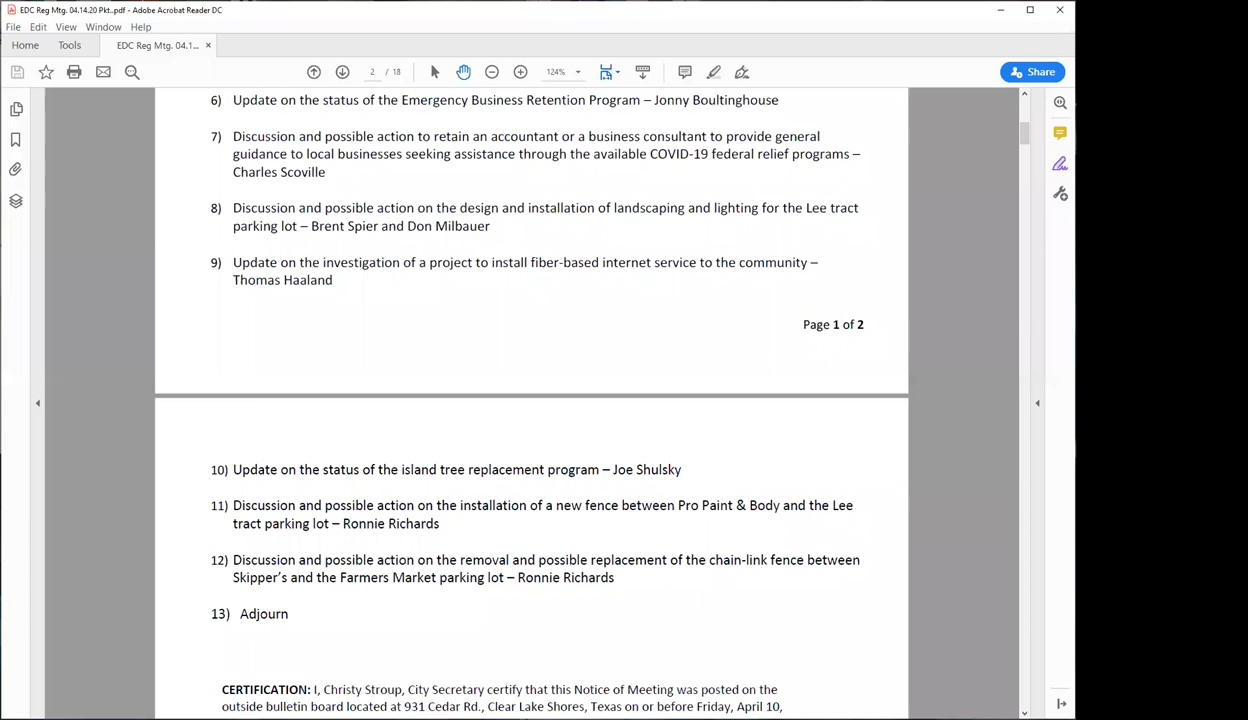 EDC Reg Mtg. 04.14.20 Pkt..pdf - Adobe Acrobat Reader DC
File Edit View Window Help
Home Tools EDC Reg Mtg. 04.1... ×
2 / 18 124% Share
6) Update on the status of the Emergency Business Retention Program – Jonny Boultinghouse
7) Discussion and possible action to retain an accountant or a business consultant to provide general
guidance to local businesses seeking assistance through the available COVID-19 federal relief programs –
Charles Scoville
8) Discussion and possible action on the design and installation of landscaping and lighting for the Lee tract
parking lot – Brent Spier and Don Milbauer
9) Update on the investigation of a project to install fiber-based internet service to the community –
Thomas Haaland
Page 1 of 2
10) Update on the status of the island tree replacement program – Joe Shulsky
11) Discussion and possible action on the installation of a new fence between Pro Paint & Body and the Lee
tract parking lot – Ronnie Richards
12) Discussion and possible action on the removal and possible replacement of the chain-link fence between
Skipper's and the Farmers Market parking lot – Ronnie Richards
13) Adjourn
CERTIFICATION: I, Christy Stroup, City Secretary certify that this Notice of Meeting was posted on the
outside bulletin board located at 931 Cedar Rd., Clear Lake Shores, Texas on or before Friday, April 10,